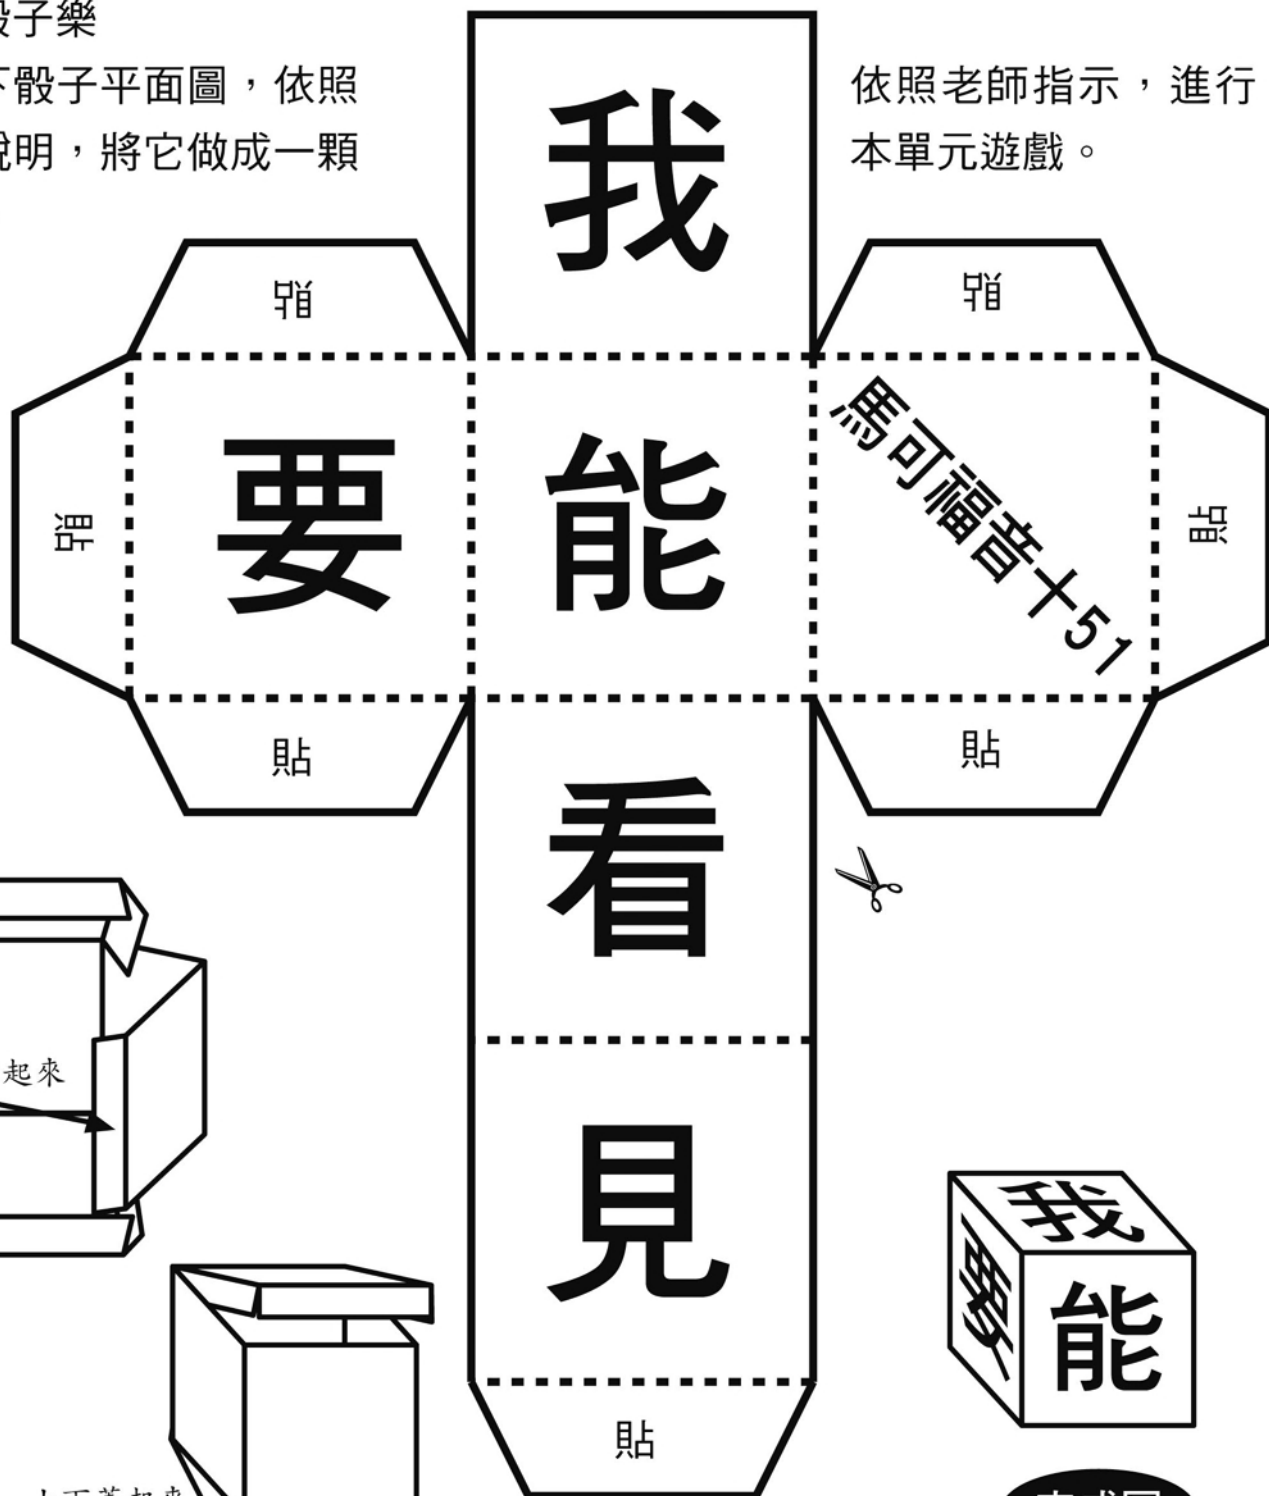 骰子樂
下骰子平面圖，依照
說明，將它做成一顆
依照老師指示，進行
本單元遊戲。
我
貼
貼
貼
要
能
馬可福音十51
貼
貼
貼
看
起來
見
我
要
能
貼